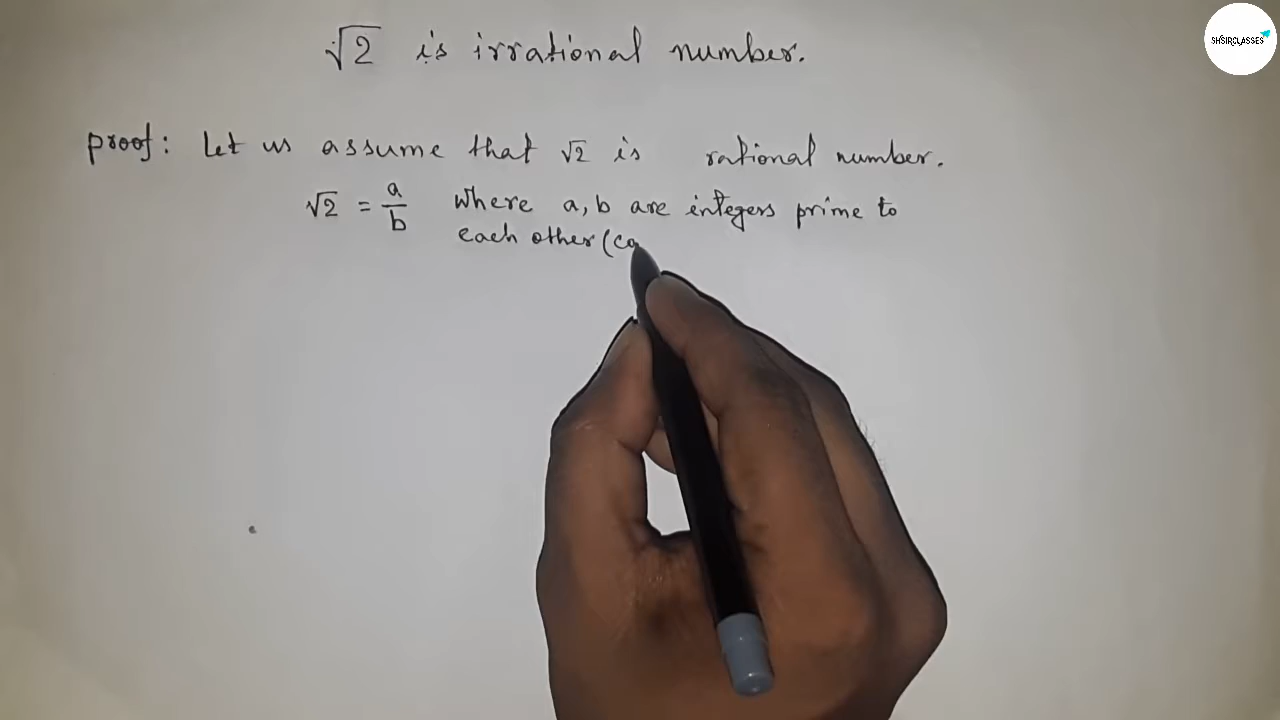 √2 is irrational number.
proof: Let us assume that √2 is rational number.
√2 = a/b where a, b are integers prime to
each other (co
SHSIRCLASSES